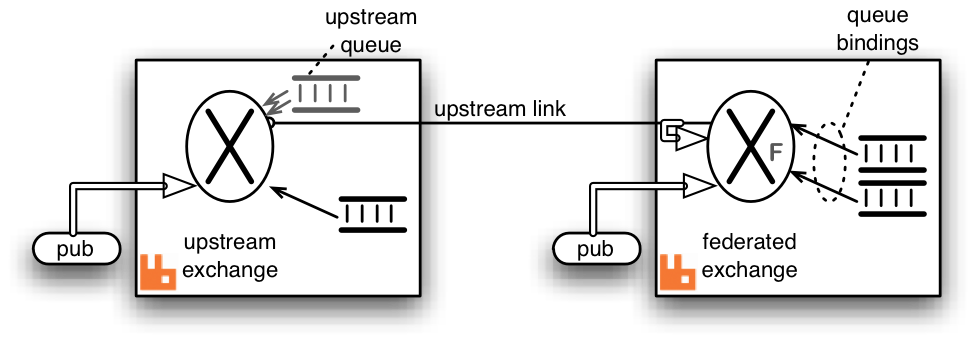 upstream
queue
queue
bindings
upstream link
F
pub
upstream
exchange
pub
federated
exchange